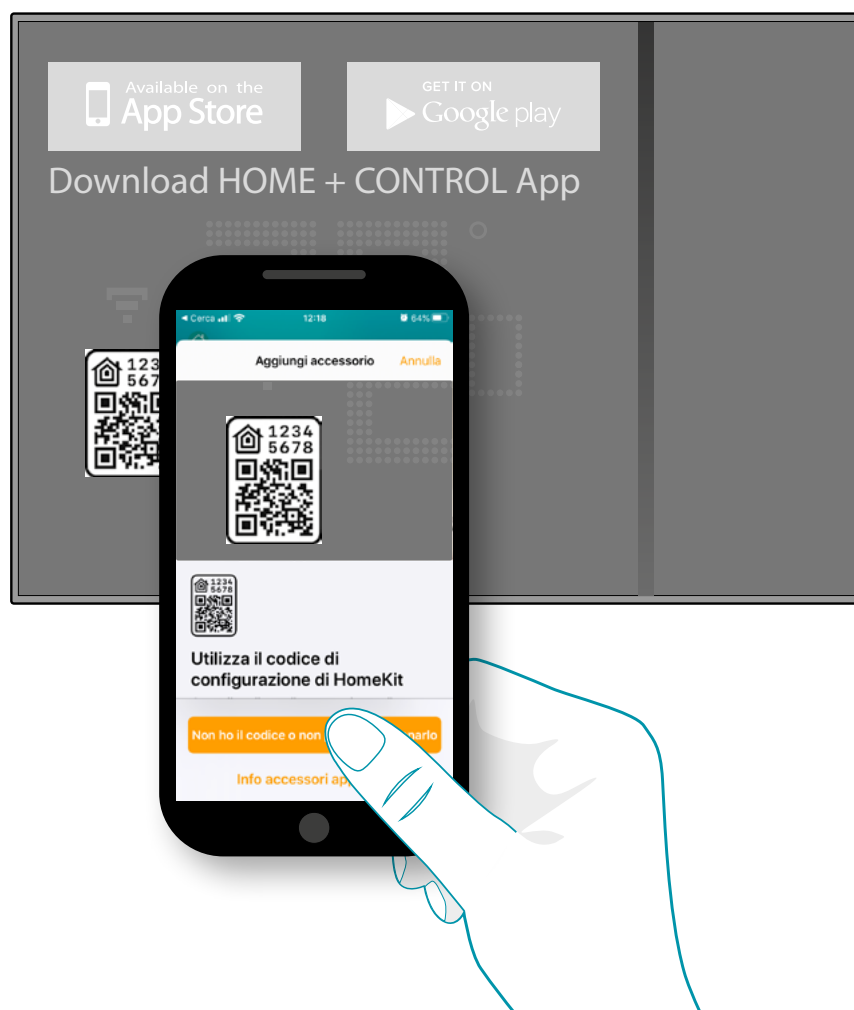 Available on the
App Store
GET IT ON
Google play
Download HOME + CONTROL App
123
567
Cerca
12:18
64%
Aggiungi accessorio
Annulla
1234
5678
1234
5678
Utilizza il codice di
configurazione di HomeKit
Non ho il codice o non
Info accessori